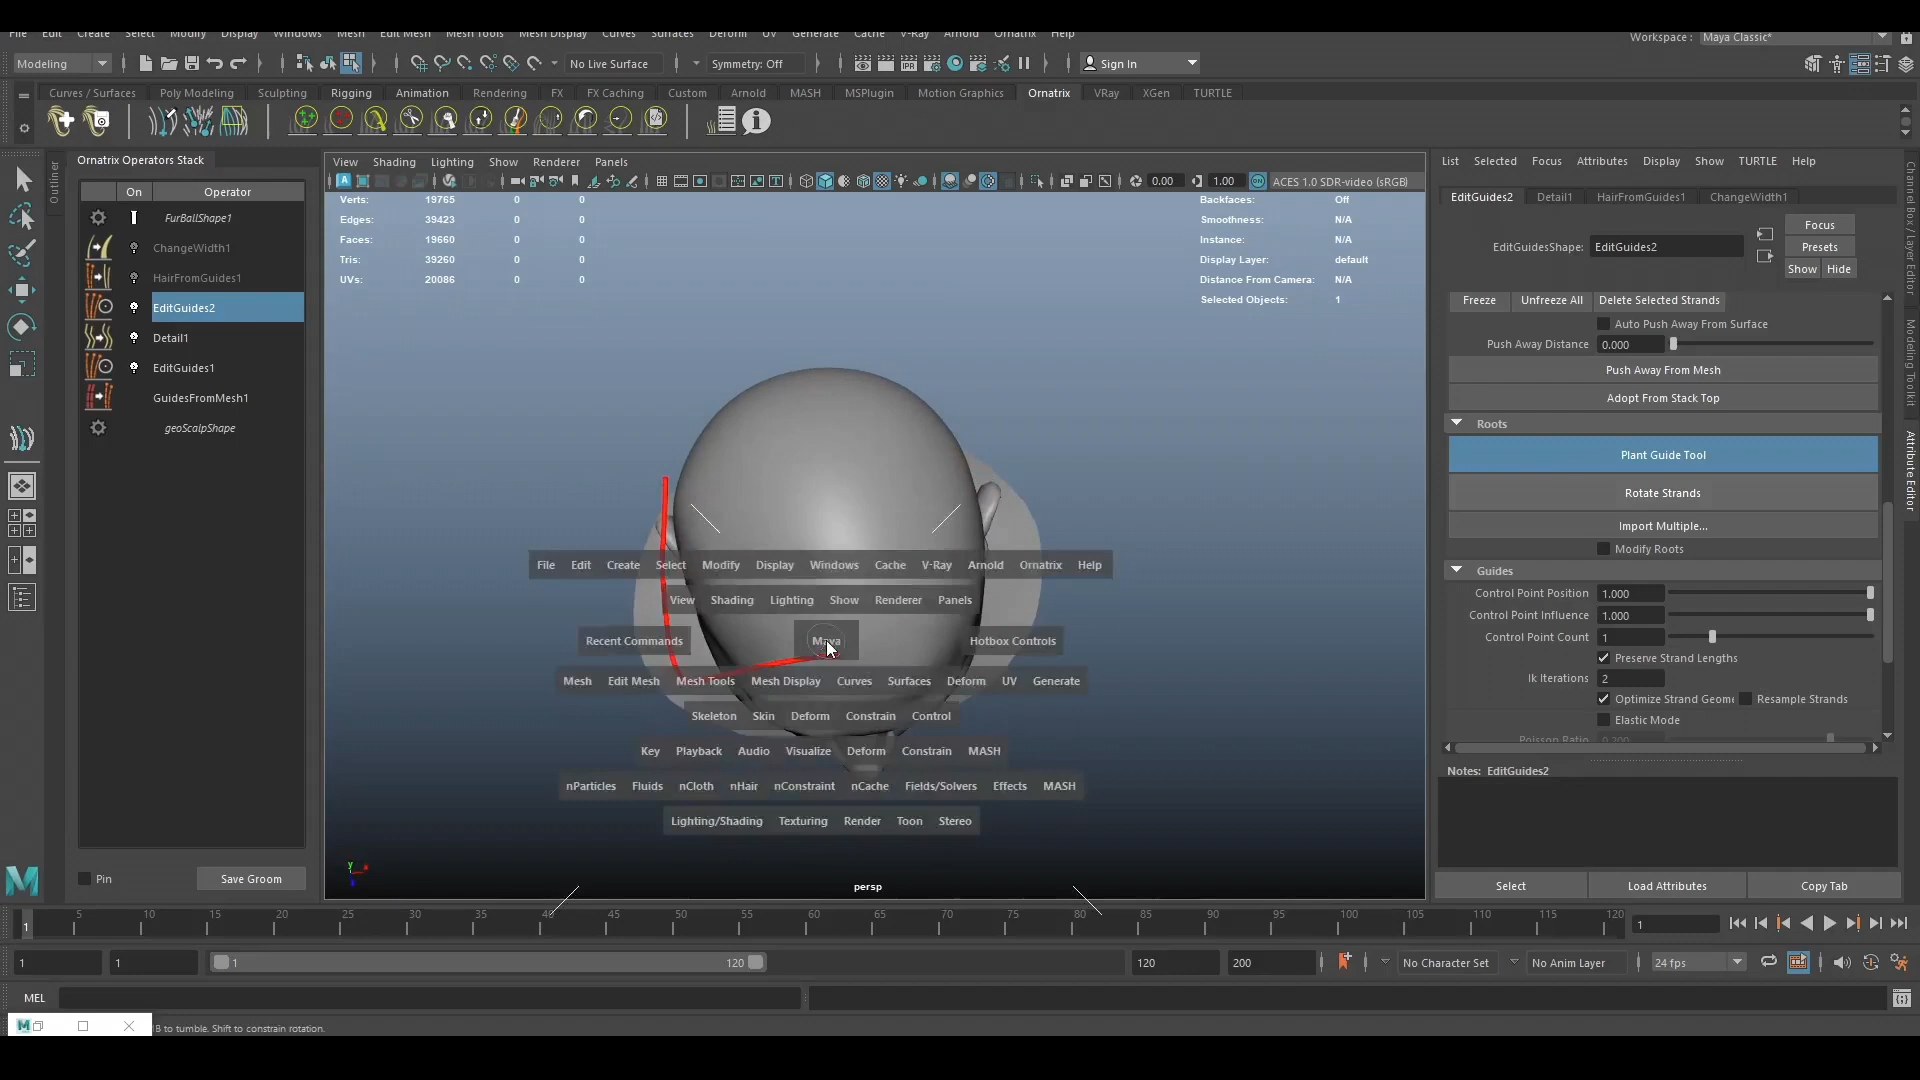 File Edit Create Select Modify Display Windows Mesh Edit Mesh Mesh Tools Mesh Display Curves Surfaces Deform UV Generate Cache V-Ray Arnold Ornatrix Help
Workspace : Maya Classic*
Modeling No Live Surface Symmetry: Off Sign In
Curves / Surfaces Poly Modeling Sculpting Rigging Animation Rendering FX FX Caching Custom Arnold MASH MSPlugin Motion Graphics Ornatrix VRay XGen TURTLE
Outliner
Ornatrix Operators Stack
On Operator
FurBallShape1
ChangeWidth1
HairFromGuides1
EditGuides2
Detail1
EditGuides1
GuidesFromMesh1
geoScalpShape
Pin Save Groom
View Shading Lighting Show Renderer Panels
0.00 1.00 ACES 1.0 SDR-video (sRGB)
Verts: 19765 0 0
Edges: 39423 0 0
Faces: 19660 0 0
Tris: 39260 0 0
UVs: 20086 0 0
Backfaces: Off
Smoothness: N/A
Instance: N/A
Display Layer: default
Distance From Camera: N/A
Selected Objects: 1
File Edit Create Select Modify Display Windows Cache V-Ray Arnold Ornatrix Help
View Shading Lighting Show Renderer Panels
Recent Commands Maya Hotbox Controls
Mesh Edit Mesh Mesh Tools Mesh Display Curves Surfaces Deform UV Generate
Skeleton Skin Deform Constrain Control
Key Playback Audio Visualize Deform Constrain MASH
nParticles Fluids nCloth nHair nConstraint nCache Fields/Solvers Effects MASH
Lighting/Shading Texturing Render Toon Stereo
y x
persp
List Selected Focus Attributes Display Show TURTLE Help
EditGuides2 Detail1 HairFromGuides1 ChangeWidth1
EditGuidesShape: EditGuides2
Focus
Presets
Show Hide
Freeze Unfreeze All Delete Selected Strands
Auto Push Away From Surface
Push Away Distance 0.000
Push Away From Mesh
Adopt From Stack Top
Roots
Plant Guide Tool
Rotate Strands
Import Multiple...
Modify Roots
Guides
Control Point Position 1.000
Control Point Influence 1.000
Control Point Count 1
Preserve Strand Lengths
Ik Iterations 2
Optimize Strand Geome Resample Strands
Elastic Mode
Poisson Ratio 0.200
Notes: EditGuides2
Select Load Attributes Copy Tab
Channel Box / Layer Editor
Modeling Toolkit
Attribute Editor
1 5 10 15 20 25 30 35 40 45 50 55 60 65 70 75 80 85 90 95 100 105 110 115 120
1
1 1 1 120 120 200 No Character Set No Anim Layer 24 fps
MEL
B to tumble. Shift to constrain rotation.